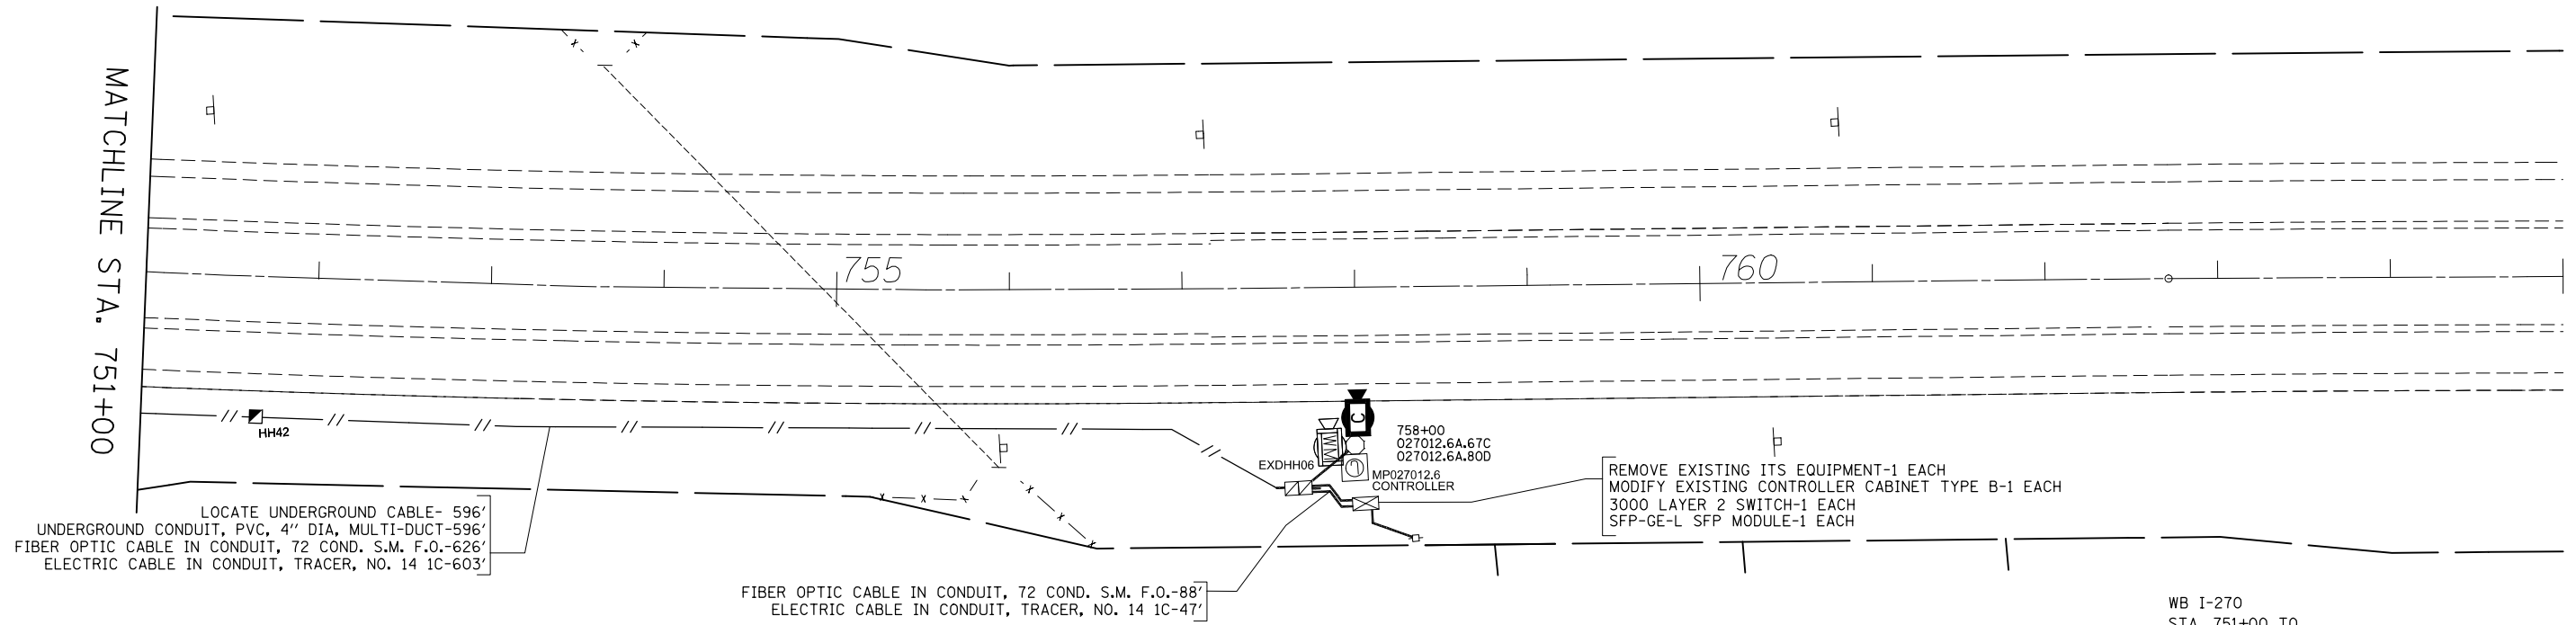 MATCHLINE STA. 751+00
755
760
HH42
EXDHH06
C
758+00
027012.6A.67C
027012.6A.80D
MP027012.6
CONTROLLER
REMOVE EXISTING ITS EQUIPMENT-1 EACH
MODIFY EXISTING CONTROLLER CABINET TYPE B-1 EACH
3000 LAYER 2 SWITCH-1 EACH
SFP-GE-L SFP MODULE-1 EACH
LOCATE UNDERGROUND CABLE- 596'
UNDERGROUND CONDUIT, PVC, 4" DIA, MULTI-DUCT-596'
FIBER OPTIC CABLE IN CONDUIT, 72 COND. S.M. F.O.-626'
ELECTRIC CABLE IN CONDUIT, TRACER, NO. 14 1C-603'
FIBER OPTIC CABLE IN CONDUIT, 72 COND. S.M. F.O.-88'
ELECTRIC CABLE IN CONDUIT, TRACER, NO. 14 1C-47'
WB I-270
STA. 751+00 TO